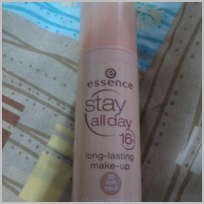 essence
stay
all day
16h
long-lasting
make-up